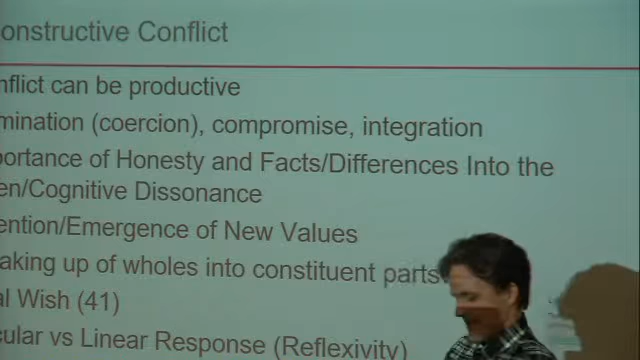 onstructive Conflict
nflict can be productive
mination (coercion), compromise, integration
portance of Honesty and Facts/Differences Into the
en/Cognitive Dissonance
ention/Emergence of New Values
aking up of wholes into constituent parts
al Wish (41)
cular vs Linear Response (Reflexivity)